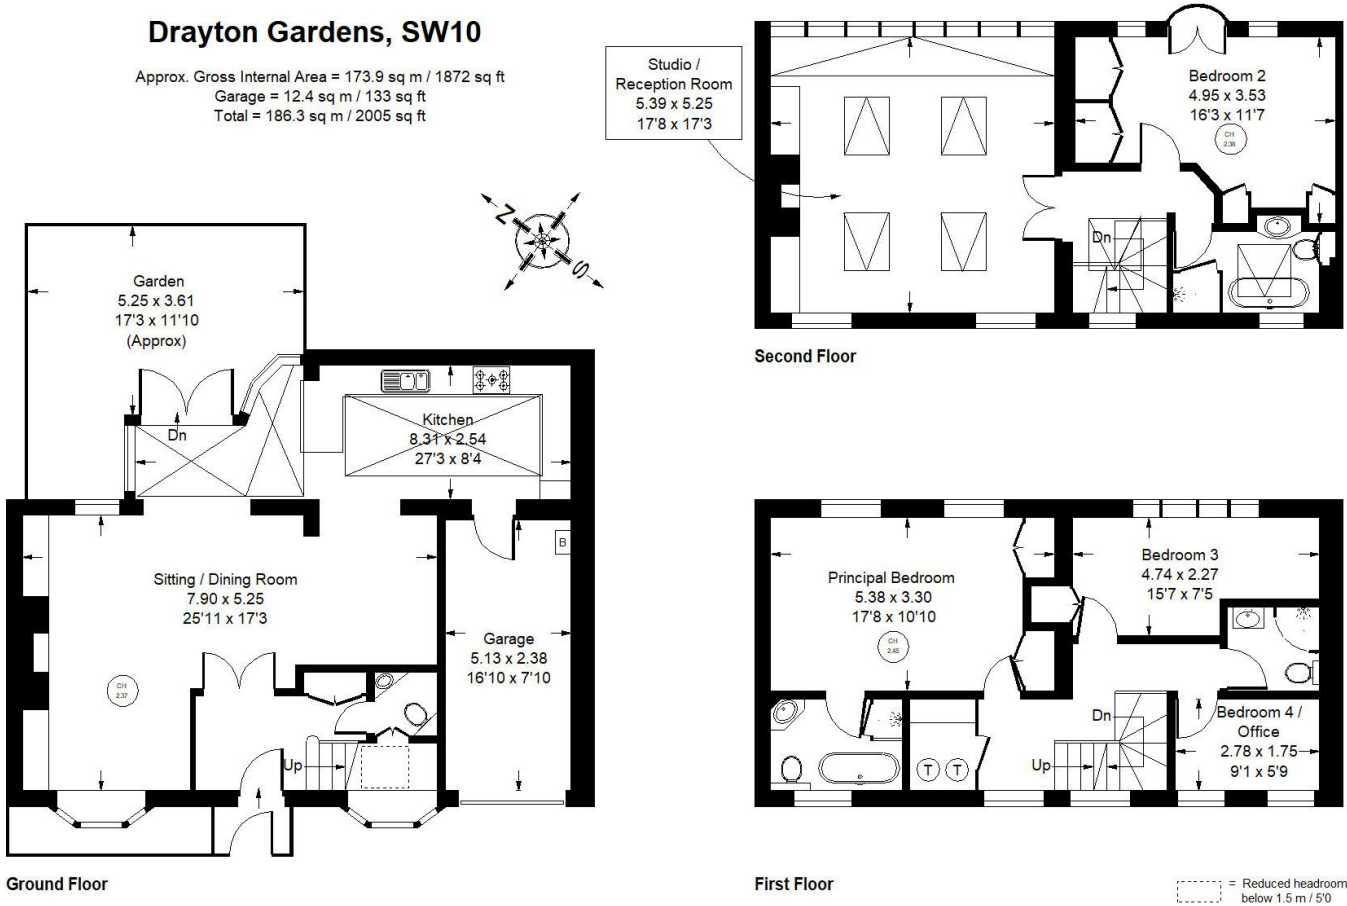 Drayton Gardens, SW10
Approx. Gross Internal Area = 173.9 sq m / 1872 sq ft
Garage = 12.4 sq m / 133 sq ft
Total = 186.3 sq m / 2005 sq ft
N
S
Garden
5.25 x 3.61
17'3 x 11'10
(Approx)
Dn
Kitchen
8.31 x 2.54
27'3 x 8'4
B
Sitting / Dining Room
7.90 x 5.25
25'11 x 17'3
CH
2.37
Garage
5.13 x 2.38
16'10 x 7'10
Up
Ground Floor
Studio /
Reception Room
5.39 x 5.25
17'8 x 17'3
Bedroom 2
4.95 x 3.53
16'3 x 11'7
CH
2.38
Dn
Second Floor
Principal Bedroom
5.38 x 3.30
17'8 x 10'10
CH
2.45
Bedroom 3
4.74 x 2.27
15'7 x 7'5
Dn
Up
T
T
Bedroom 4 /
Office
2.78 x 1.75
9'1 x 5'9
First Floor
= Reduced headroom
below 1.5 m / 5'0